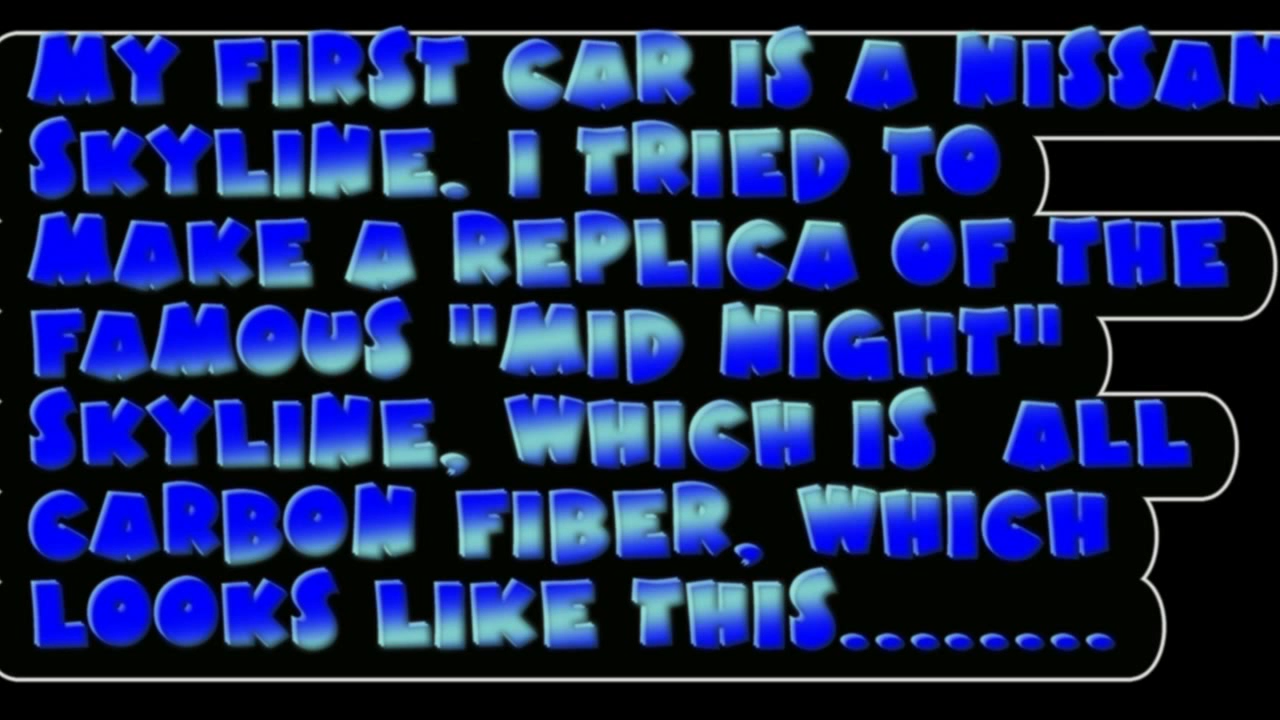 MY FIRST CAR IS A NISSAN
SKYLINE. I TRIED TO
MAKE A REPLICA OF THE
FAMOUS "MID NIGHT"
SKYLINE, WHICH IS ALL
CARBON FIBER, WHICH
LOOKS LIKE THIS........